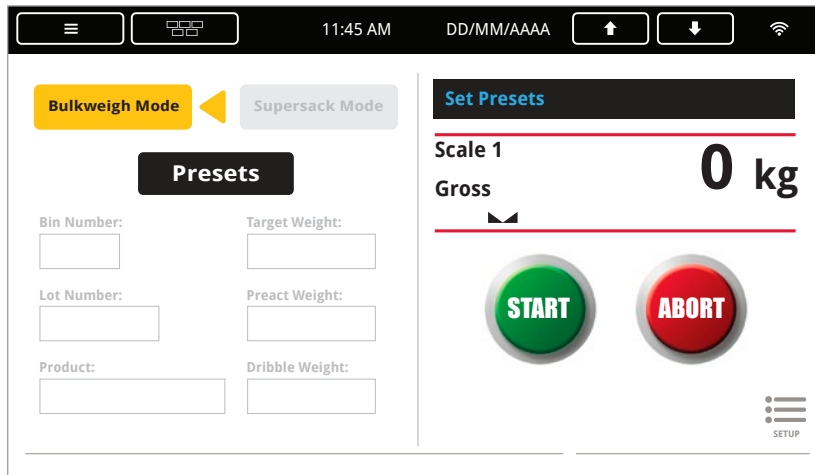 11:45 AM DD/MM/AAAA
Bulkweigh Mode Supersack Mode
Presets
Bin Number: Target Weight:
Lot Number: Preact Weight:
Product: Dribble Weight:
Set Presets
Scale 1
0 kg
Gross
START ABORT
SETUP